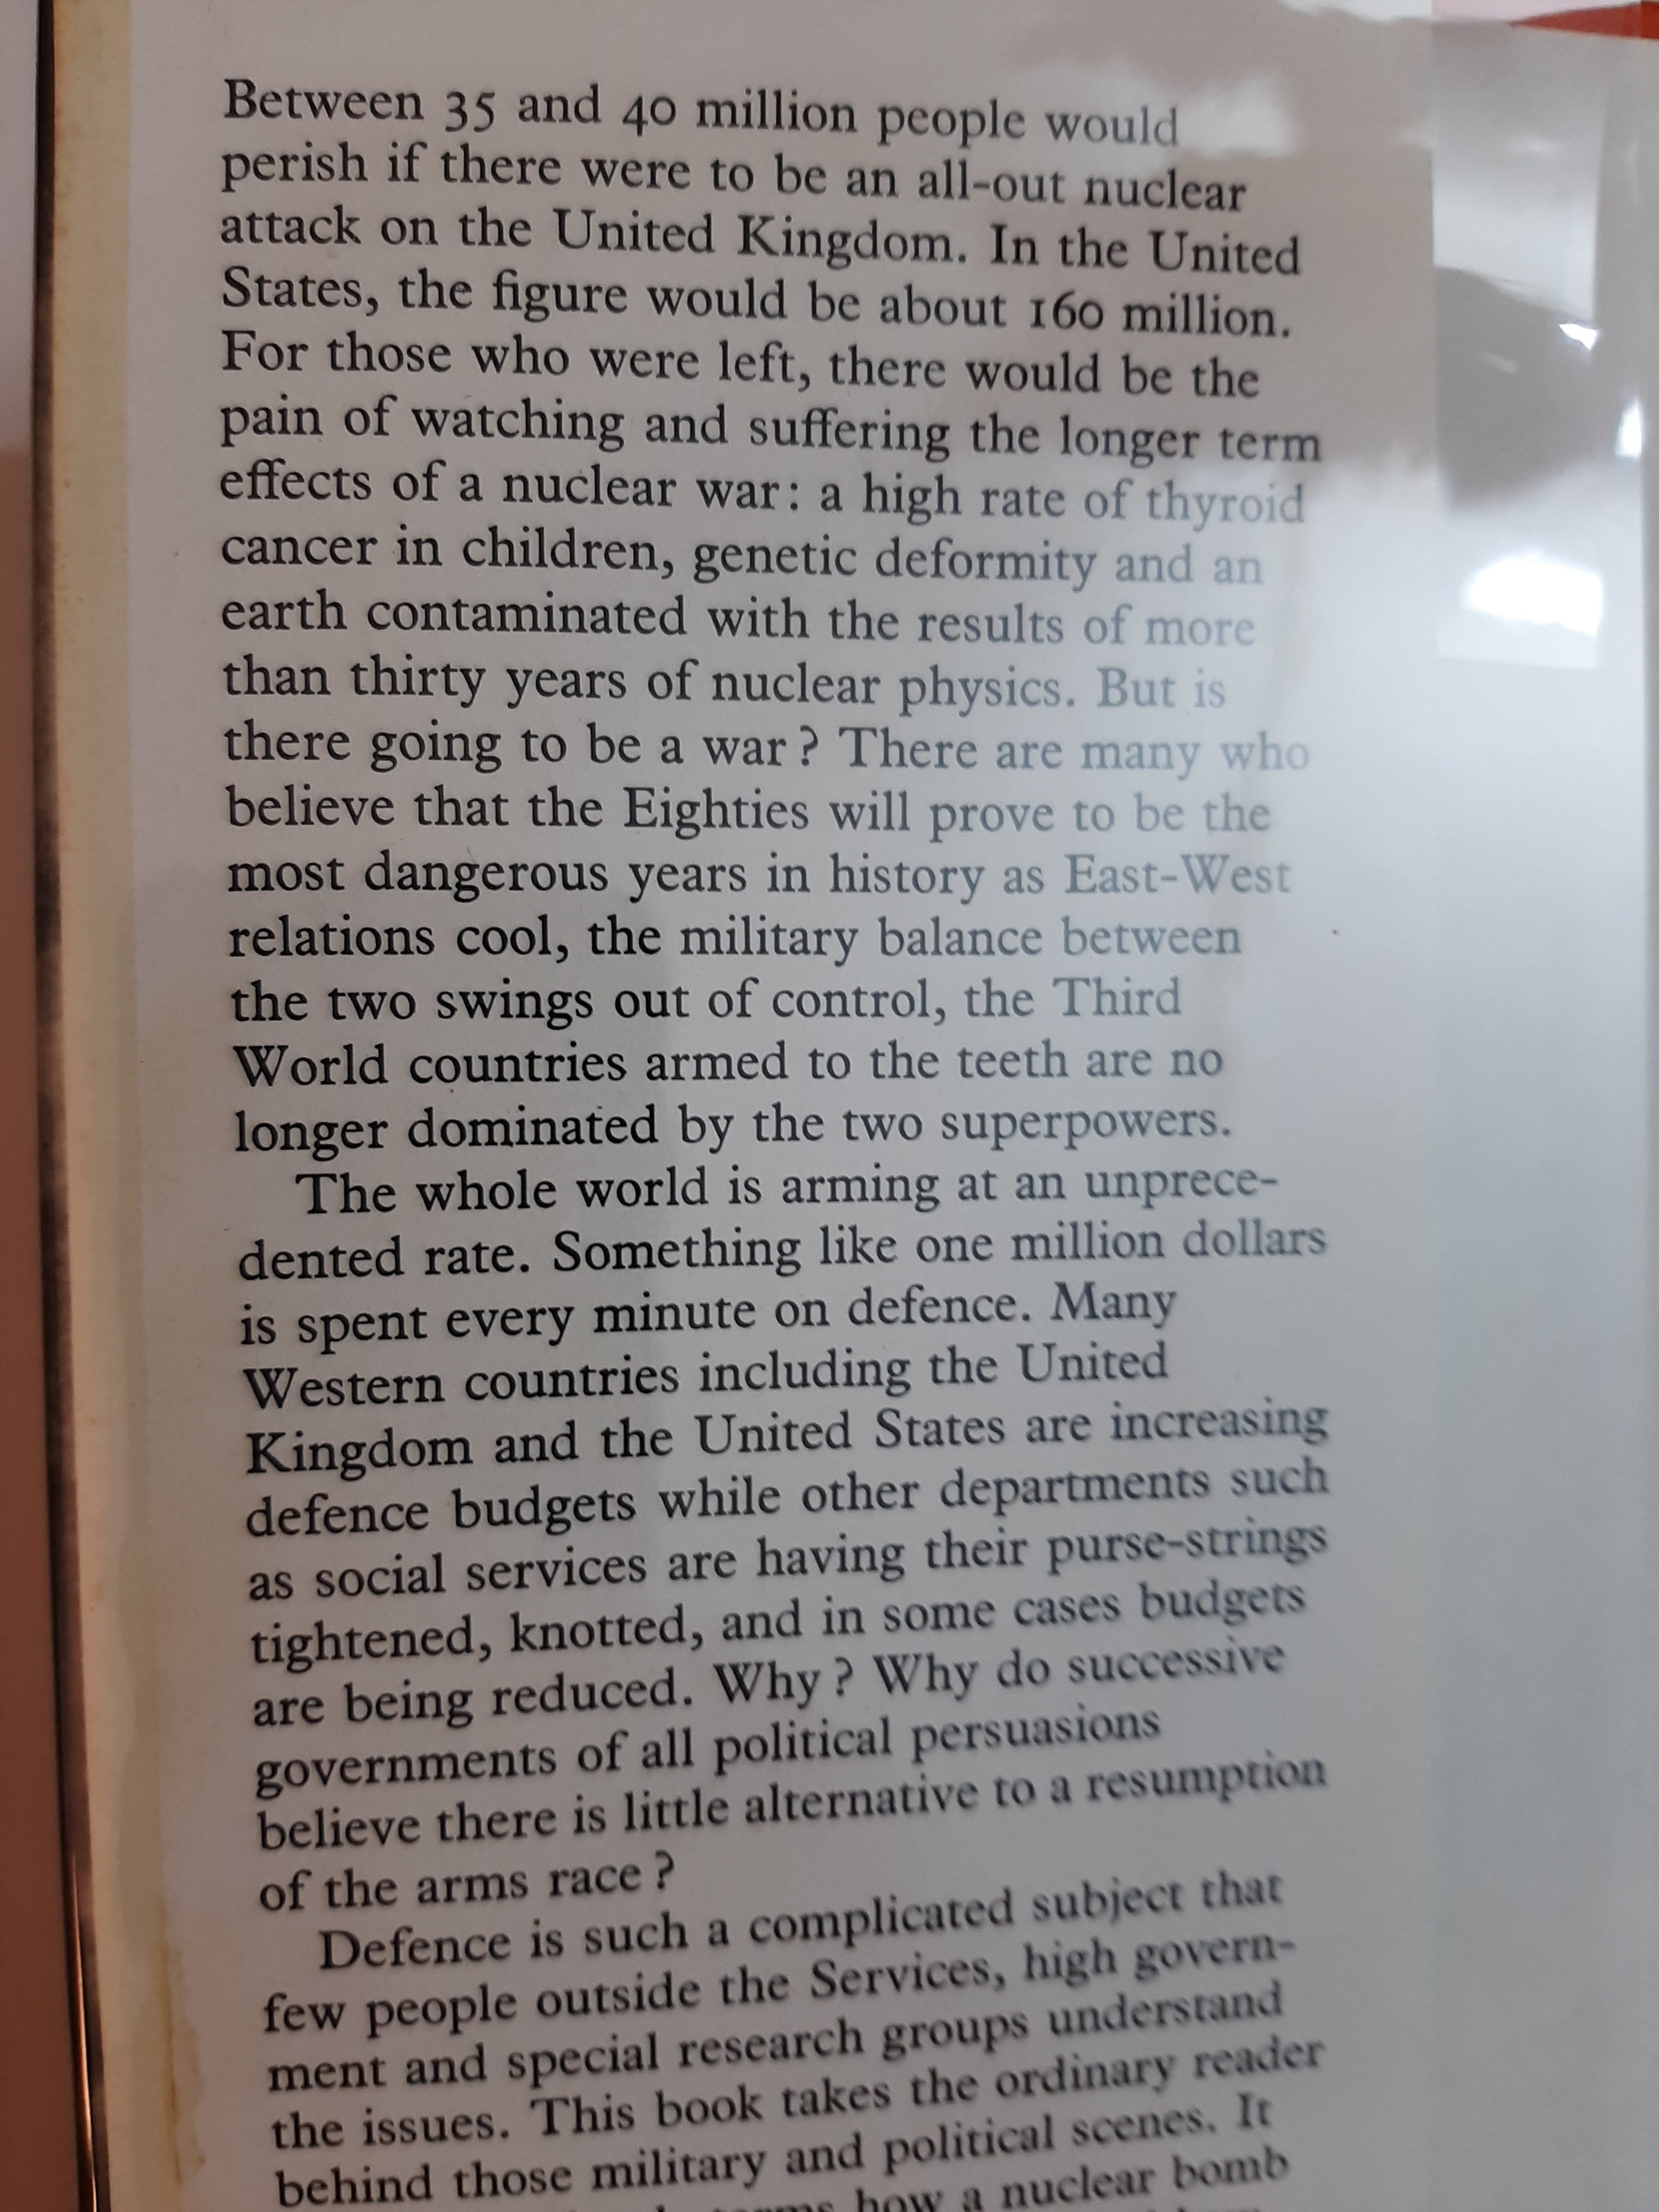 Between 35 and 40 million people would
perish if there were to be an all-out nuclear
attack on the United Kingdom. In the United
States, the figure would be about 160 million.
For those who were left, there would be the
pain of watching and suffering the longer term
effects of a nuclear war: a high rate of thyroid
cancer in children, genetic deformity and an
earth contaminated with the results of more
than thirty years of nuclear physics. But is
there going to be a war? There are many who
believe that the Eighties will prove to be the
most dangerous years in history as East-West
relations cool, the military balance between
the two swings out of control, the Third
World countries armed to the teeth are no
longer dominated by the two superpowers.
The whole world is arming at an unprece-
dented rate. Something like one million dollars
is spent every minute on defence. Many
Western countries including the United
Kingdom and the United States are increasing
defence budgets while other departments such
as social services are having their purse-strings
tightened, knotted, and in some cases budgets
are being reduced. Why? Why do successive
governments of all political persuasions
believe there is little alternative to a resumption
of the arms race?
Defence is such a complicated subject that
few people outside the Services, high govern-
ment and special research groups understand
the issues. This book takes the ordinary reader
behind those military and political scenes. It
how a nuclear bomb